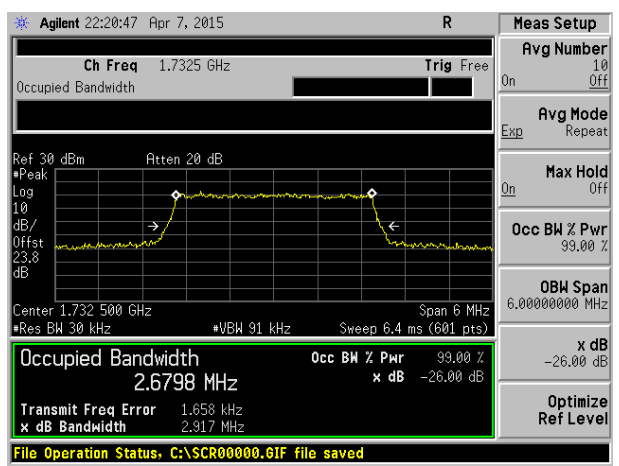 Agilent 22:20:47 Apr 7, 2015 R
Meas Setup
Ch Freq 1.7325 GHz Trig Free
Occupied Bandwidth
Avg Number
10
On Off
Avg Mode
Exp Repeat
Max Hold
On Off
Occ BW % Pwr
99.00 %
OBW Span
6.00000000 MHz
x dB
-26.00 dB
Optimize
Ref Level
Ref 30 dBm Atten 20 dB
#Peak
Log
10
dB/
Offst
23.8
dB
Center 1.732 500 GHz Span 6 MHz
#Res BW 30 kHz #VBW 91 kHz Sweep 6.4 ms (601 pts)
Occupied Bandwidth Occ BW % Pwr 99.00 %
2.6798 MHz x dB -26.00 dB
Transmit Freq Error 1.658 kHz
x dB Bandwidth 2.917 MHz
File Operation Status, C:\SCR00000.GIF file saved